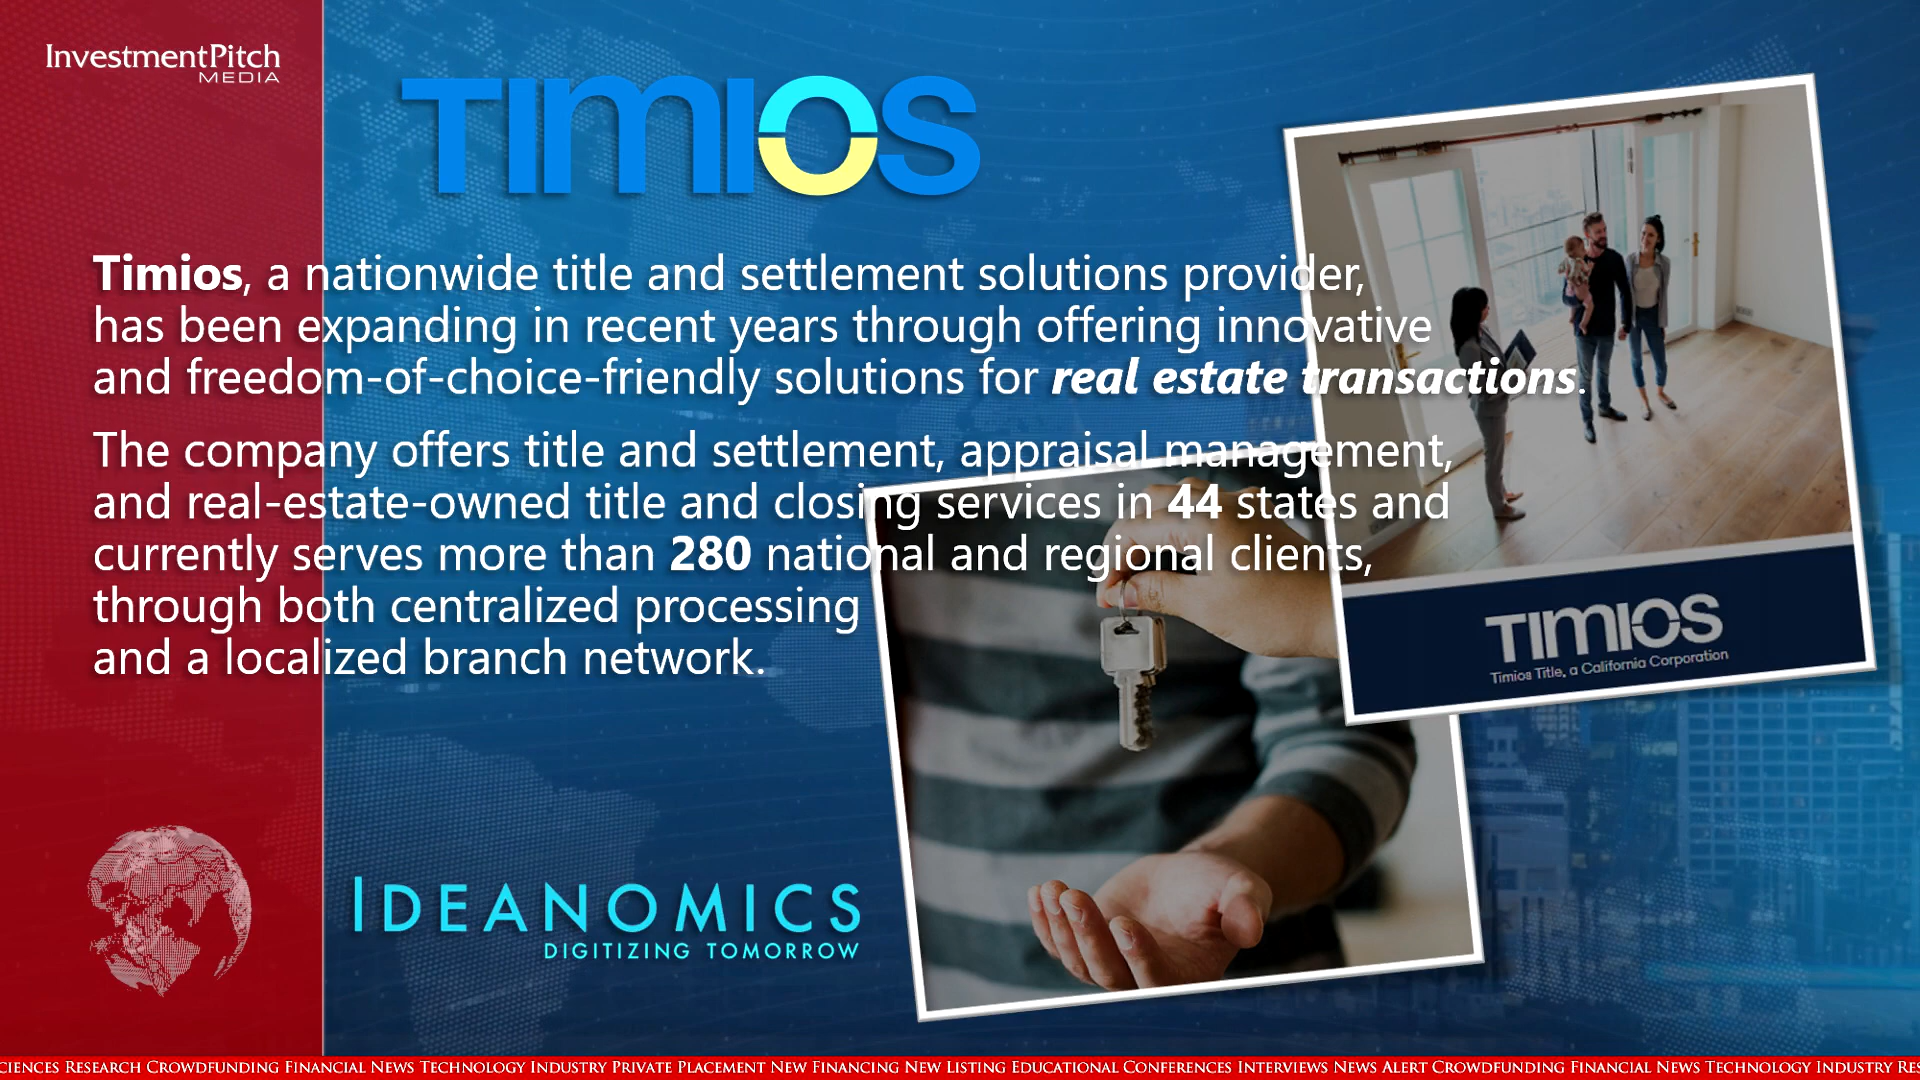 InvestmentPitch
MEDIA
TIMIOS
Timios, a nationwide title and settlement solutions provider,
has been expanding in recent years through offering innovative
and freedom-of-choice-friendly solutions for real estate transactions.
The company offers title and settlement, appraisal management,
and real-estate-owned title and closing services in 44 states and
currently serves more than 280 national and regional clients,
through both centralized processing
and a localized branch network.
TIMIOS
Timios Title, a California Corporation
IDEANOMICS
DIGITIZING TOMORROW
CIENCES RESEARCH CROWDFUNDING FINANCIAL NEWS TECHNOLOGY INDUSTRY PRIVATE PLACEMENT NEW FINANCING NEW LISTING EDUCATIONAL CONFERENCES INTERVIEWS NEWS ALERT CROWDFUNDING FINANCIAL NEWS TECHNOLOGY INDUSTRY RES